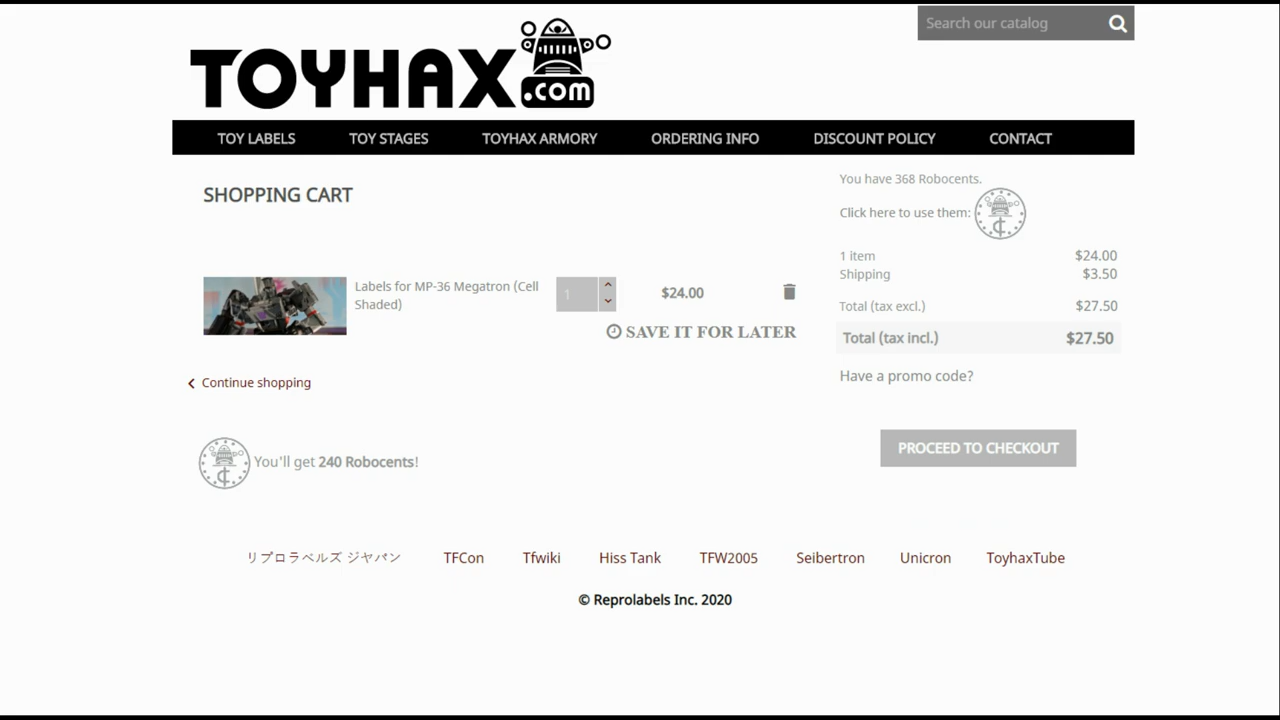 Search our catalog
TOYHAX
.com
TOY LABELS TOY STAGES TOYHAX ARMORY ORDERING INFO DISCOUNT POLICY CONTACT
SHOPPING CART
You have 368 Robocents.
Click here to use them:
1 item $24.00
Shipping $3.50
Total (tax excl.) $27.50
Total (tax incl.) $27.50
Have a promo code?
PROCEED TO CHECKOUT
Labels for MP-36 Megatron (Cell
Shaded)
1
$24.00
SAVE IT FOR LATER
Continue shopping
You'll get 240 Robocents!
リプロラベルズ ジャパン TFCon Tfwiki Hiss Tank TFW2005 Seibertron Unicron ToyhaxTube
© Reprolabels Inc. 2020